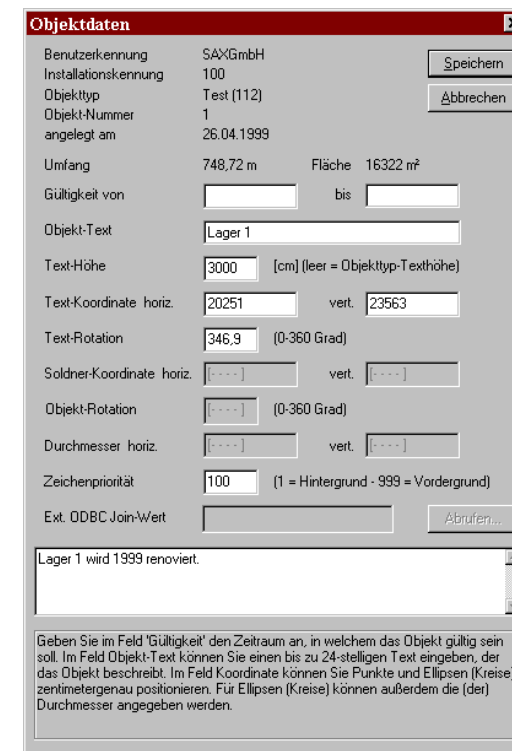 Objektdaten
Benutzerkennung SAXGmbH Speichern
Installationskennung 100
Objekttyp Test (112) Abbrechen
Objekt-Nummer 1
angelegt am 26.04.1999
Umfang 748,72 m Fläche 16322 m²
Gültigkeit von bis
Objekt-Text Lager 1
Text-Höhe 3000 [cm] (leer = Objekttyp-Texthöhe)
Text-Koordinate horiz. 20251 vert. 23563
Text-Rotation 346,9 (0-360 Grad)
Soldner-Koordinate horiz. [- - - -] vert. [- - - -]
Objekt-Rotation [- - - -] (0-360 Grad)
Durchmesser horiz. [- - - -] vert. [- - - -]
Zeichenpriorität 100 (1 = Hintergrund - 999 = Vordergrund)
Ext. ODBC Join-Wert Abrufen...
Lager 1 wird 1999 renoviert.
Geben Sie im Feld 'Gültigkeit' den Zeitraum an, in welchem das Objekt gültig sein
soll. Im Feld Objekt-Text können Sie einen bis zu 24-stelligen Text eingeben, der
das Objekt beschreibt. Im Feld Koordinate können Sie Punkte und Ellipsen (Kreise)
zentimetergenau positionieren. Für Ellipsen (Kreise) können außerdem die (der)
Durchmesser angegeben werden.